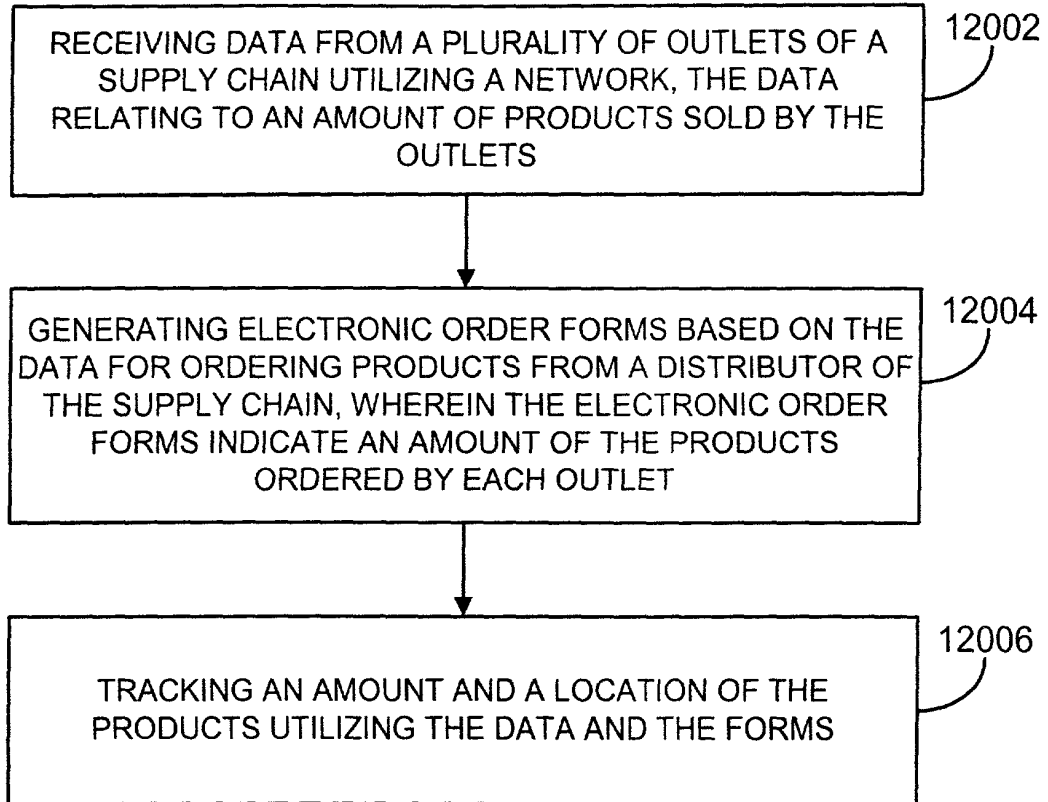 12002
RECEIVING DATA FROM A PLURALITY OF OUTLETS OF A
SUPPLY CHAIN UTILIZING A NETWORK, THE DATA
RELATING TO AN AMOUNT OF PRODUCTS SOLD BY THE
OUTLETS
12004
GENERATING ELECTRONIC ORDER FORMS BASED ON THE
DATA FOR ORDERING PRODUCTS FROM A DISTRIBUTOR OF
THE SUPPLY CHAIN, WHEREIN THE ELECTRONIC ORDER
FORMS INDICATE AN AMOUNT OF THE PRODUCTS
ORDERED BY EACH OUTLET
12006
TRACKING AN AMOUNT AND A LOCATION OF THE
PRODUCTS UTILIZING THE DATA AND THE FORMS